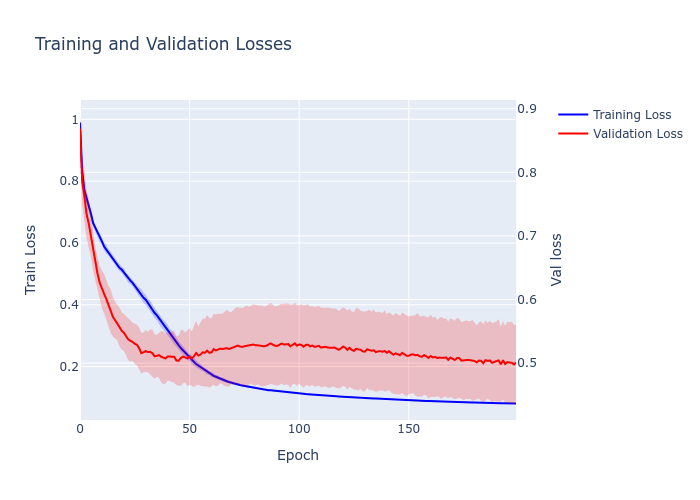 Training and Validation Losses
Training Loss
Validation Loss
Train Loss
1
0.8
0.6
0.4
0.2
0.9
0.8
0.7
0.6
0.5
Val loss
0
50
100
150
Epoch